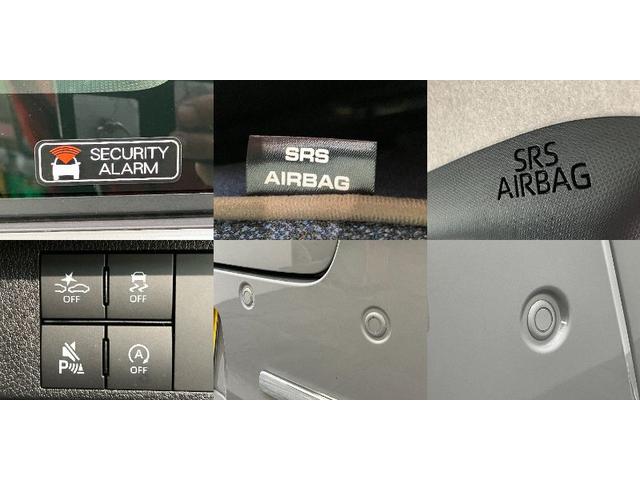 SECURITY
ALARM
SRS
AIRBAG
SRS
AIRBAG
OFF
OFF
P
A
OFF